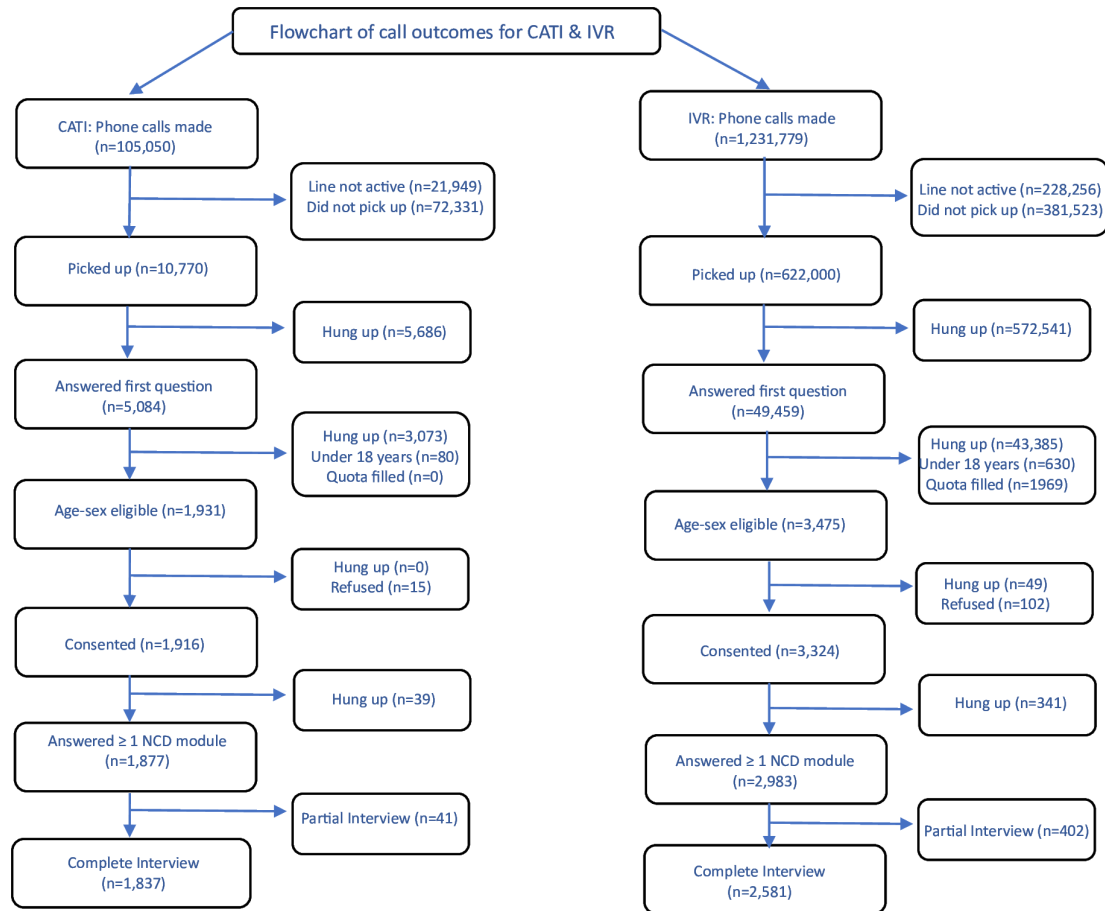 Flowchart of call outcomes for CATI & IVR
CATI: Phone calls made
(n=105,050)
Line not active (n=21,949)
Did not pick up (n=72,331)
Picked up (n=10,770)
Hung up (n=5,686)
Answered first question
(n=5,084)
Hung up (n=3,073)
Under 18 years (n=80)
Quota filled (n=0)
Age-sex eligible (n=1,931)
Hung up (n=0)
Refused (n=15)
Consented (n=1,916)
Hung up (n=39)
Answered ≥ 1 NCD module
(n=1,877)
Partial Interview (n=41)
Complete Interview
(n=1,837)
IVR: Phone calls made
(n=1,231,779)
Line not active (n=228,256)
Did not pick up (n=381,523)
Picked up (n=622,000)
Hung up (n=572,541)
Answered first question
(n=49,459)
Hung up (n=43,385)
Under 18 years (n=630)
Quota filled (n=1969)
Age-sex eligible (n=3,475)
Hung up (n=49)
Refused (n=102)
Consented (n=3,324)
Hung up (n=341)
Answered ≥ 1 NCD module
(n=2,983)
Partial Interview (n=402)
Complete Interview
(n=2,581)